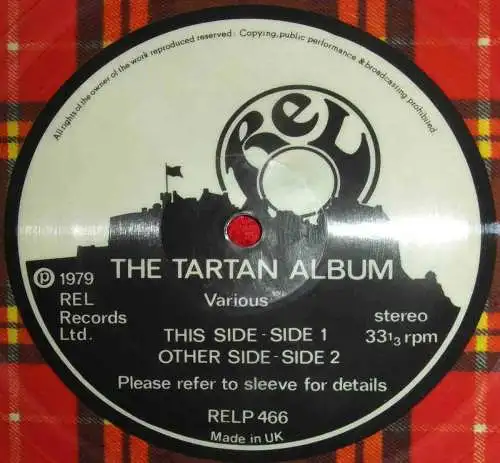 All rights of the owner of the work reproduced reserved: Copying, public performance & broadcasting prohibited
ReL
THE TARTAN ALBUM
℗ 1979
REL
Records
Ltd.
Various
stereo
33 1/3 rpm
THIS SIDE - SIDE 1
OTHER SIDE - SIDE 2
Please refer to sleeve for details
RELP 466
Made in UK